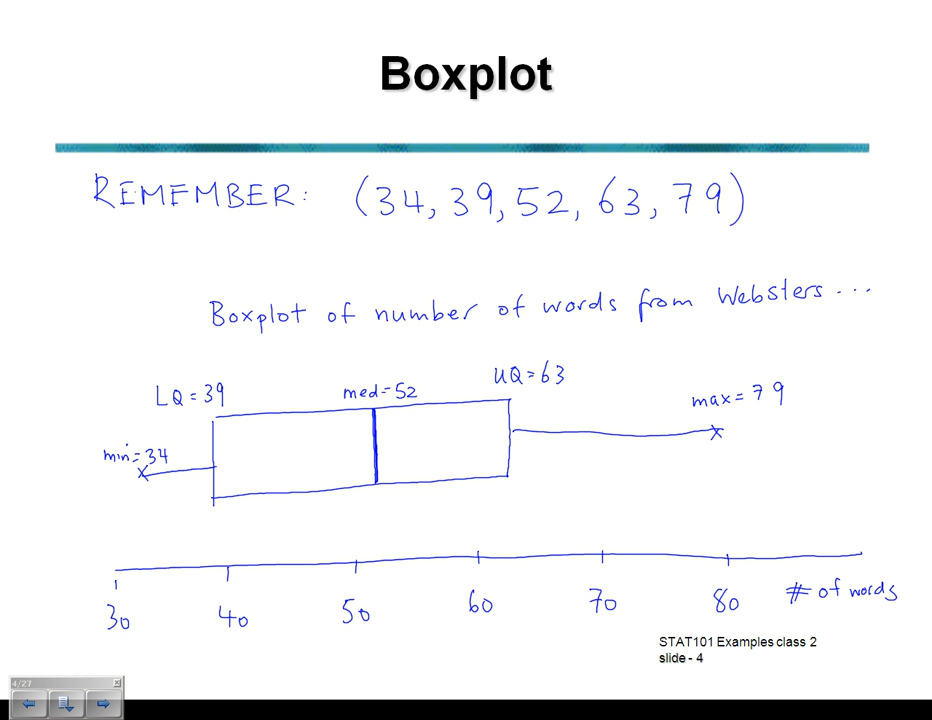 Boxplot
REMEMBER: (34, 39, 52, 63, 79)
Boxplot of number of words from Websters...
LQ = 39
med = 52
UQ = 63
max = 79
min = 34
30 40 50 60 70 80 # of words
STAT101 Examples class 2
slide - 4
4/27